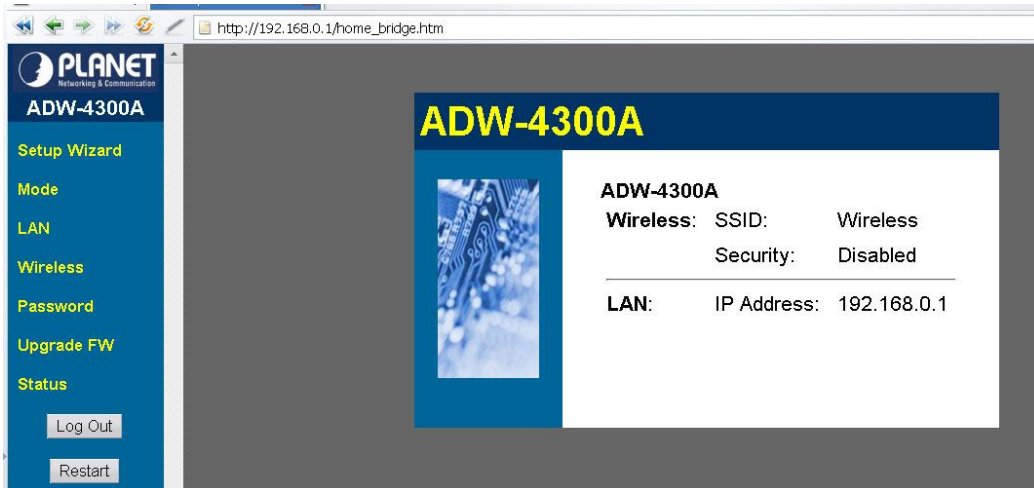 http://192.168.0.1/home_bridge.htm
PLANET
Networking & Communication
ADW-4300A
Setup Wizard
Mode
LAN
Wireless
Password
Upgrade FW
Status
Log Out
Restart
ADW-4300A
ADW-4300A
Wireless: SSID: Wireless
Security: Disabled
LAN: IP Address: 192.168.0.1